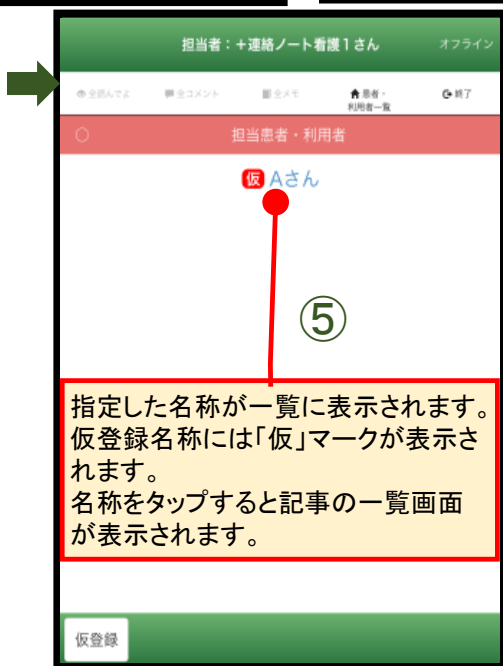 担当者：+連絡ノート看護1さん オフライン
全読んでよ 全コメント 全メモ 患者・利用者一覧 終了
担当患者・利用者
仮 Aさん
⑤
指定した名称が一覧に表示されます。
仮登録名称には「仮」マークが表示さ
れます。
名称をタップすると記事の一覧画面
が表示されます。
仮登録